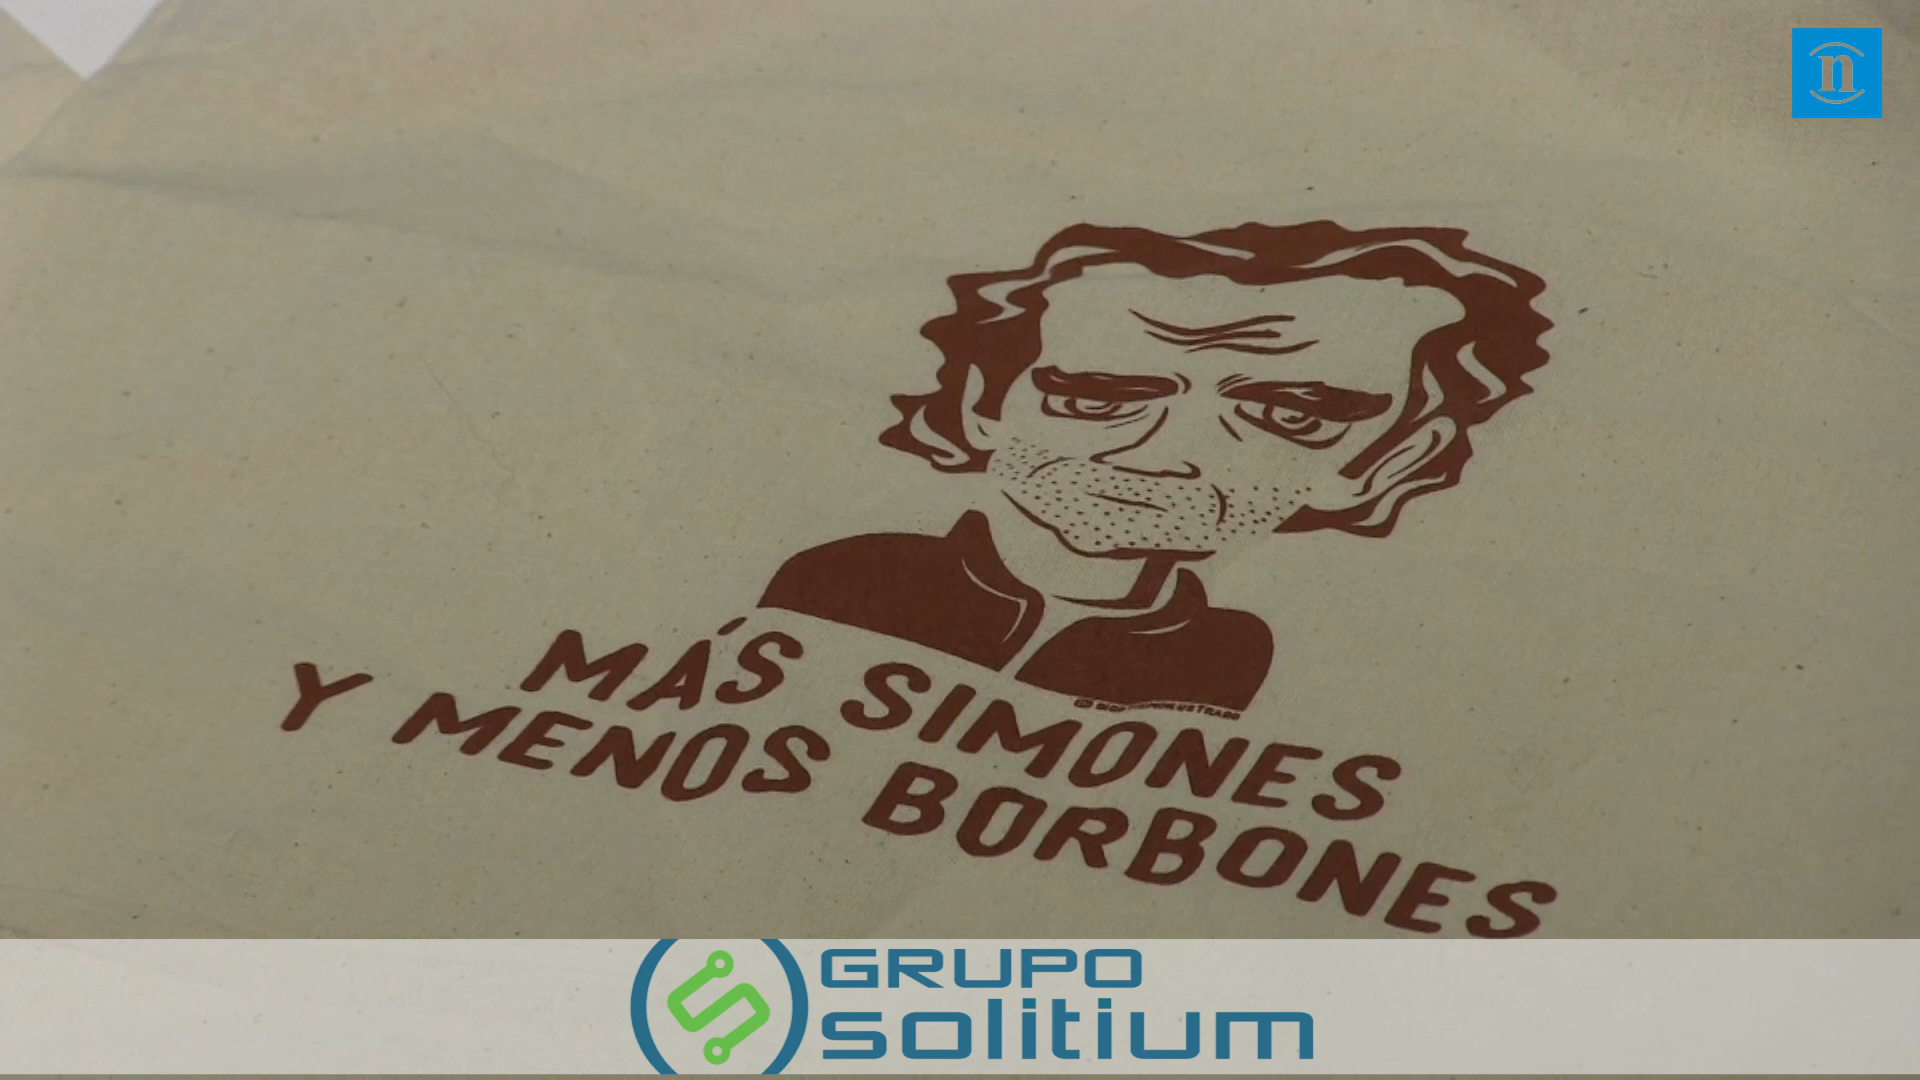 n
MÁS SIMONES
Y MENOS BORBONES
GRUPO
solitium